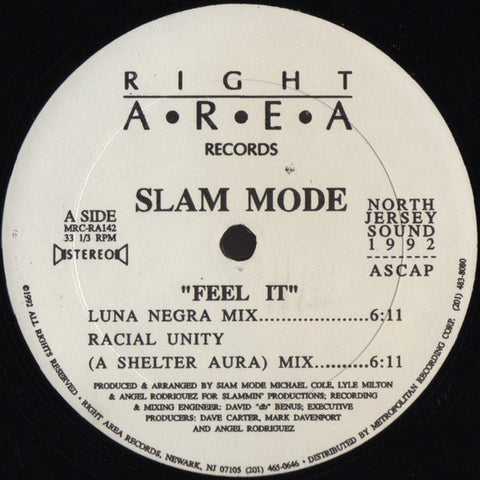 RIGHT
A•R•E•A
RECORDS
SLAM MODE
A SIDE
MRC-RA142
33 1/3 RPM
STEREO
NORTH
JERSEY
SOUND
1992
ASCAP
"FEEL IT"
LUNA NEGRA MIX....................6:11
RACIAL UNITY
(A SHELTER AURA) MIX..........6:11
PRODUCED & ARRANGED BY SIAM MODE MICHAEL COLE, LYLE MILTON
& ANGEL RODRIGUEZ FOR SLAMMIN' PRODUCTIONS; RECORDING
& MIXING ENGINEER: DAVID "db" BENUS; EXECUTIVE
PRODUCERS: DAVE CARTER, MARK DAVENPORT
AND ANGEL RODRIGUEZ
©1992 ALL RIGHTS RESERVED • RIGHT AREA RECORDS, NEWARK, NJ 07105 (201) 465-0646 • DISTRIBUTED BY METROPOLITAN RECORDING CORP. (201) 483-8080